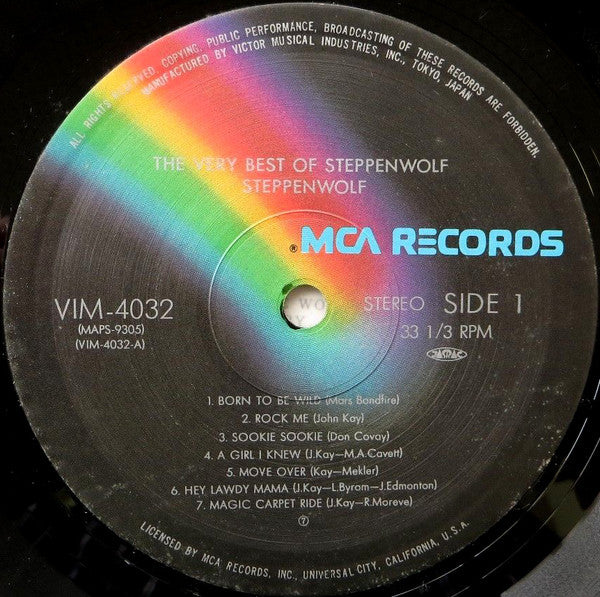 ALL RIGHTS RESERVED. COPYING, PUBLIC PERFORMANCE, BROADCASTING OF THESE RECORDS ARE FORBIDDEN.
MANUFACTURED BY VICTOR MUSICAL INDUSTRIES, INC., TOKYO, JAPAN
THE VERY BEST OF STEPPENWOLF
STEPPENWOLF
® MCA RECORDS
VIM-4032
(MAPS-9305)
(VIM-4032-A)
STEREO SIDE 1
33 1/3 RPM
JASRAC
1. BORN TO BE WILD (Mars Bondfire)
2. ROCK ME (John Kay)
3. SOOKIE SOOKIE (Don Covay)
4. A GIRL I KNEW (J.Kay—M.A.Cavett)
5. MOVE OVER (Kay—Mekler)
6. HEY LAWDY MAMA (J.Kay—L.Byrom—J.Edmonton)
7. MAGIC CARPET RIDE (J.Kay—R.Moreve)
7
LICENSED BY MCA RECORDS, INC., UNIVERSAL CITY, CALIFORNIA, U.S.A.